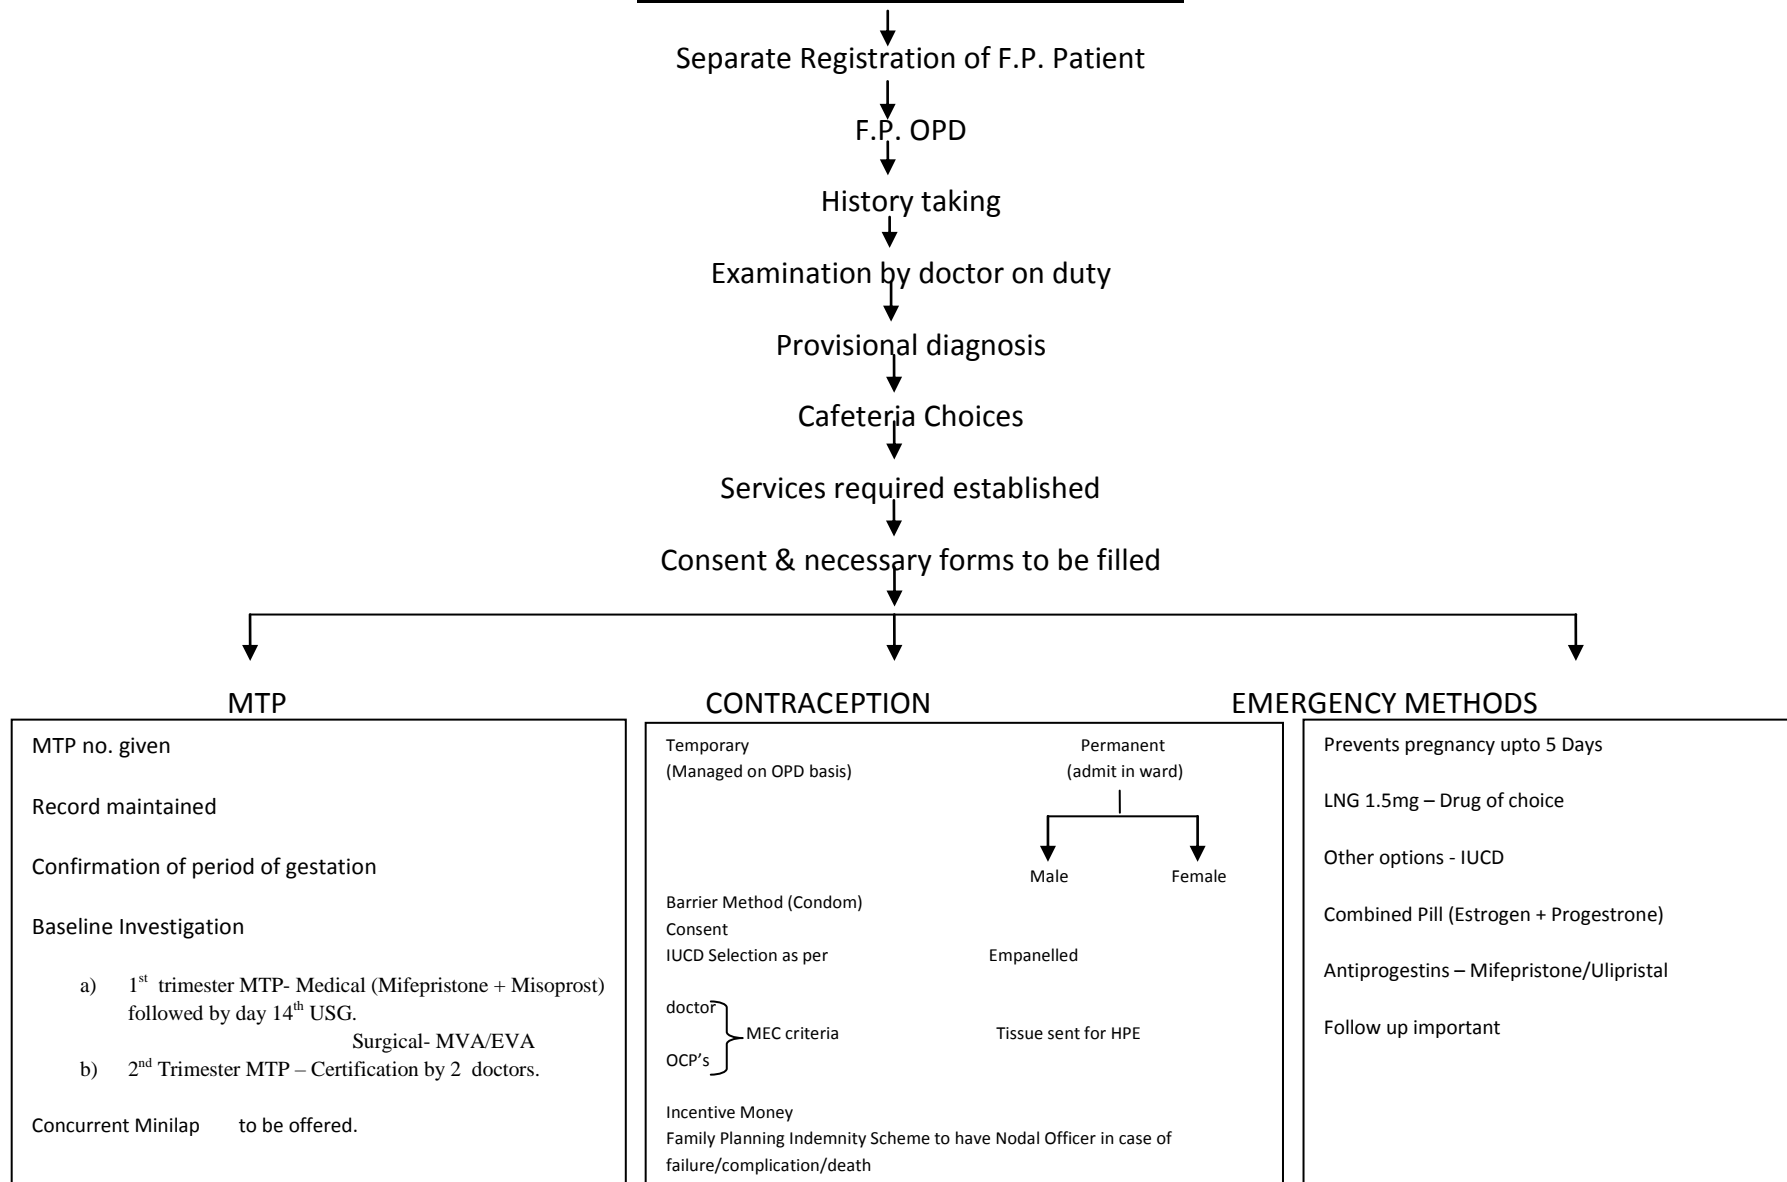 Separate Registration of F.P. Patient
F.P. OPD
History taking
Examination by doctor on duty
Provisional diagnosis
Cafeteria Choices
Services required established
Consent & necessary forms to be filled
MTP
MTP no. given
Record maintained
Confirmation of period of gestation
Baseline Investigation
a) 1st trimester MTP- Medical (Mifepristone + Misoprost)
followed by day 14th USG.
Surgical- MVA/EVA
b) 2nd Trimester MTP – Certification by 2 doctors.
Concurrent Minilap to be offered.
CONTRACEPTION
Temporary Permanent
(Managed on OPD basis) (admit in ward)
Male Female
Barrier Method (Condom)
Consent
IUCD Selection as per Empanelled
doctor
MEC criteria Tissue sent for HPE
OCP's
Incentive Money
Family Planning Indemnity Scheme to have Nodal Officer in case of
failure/complication/death
EMERGENCY METHODS
Prevents pregnancy upto 5 Days
LNG 1.5mg – Drug of choice
Other options - IUCD
Combined Pill (Estrogen + Progestrone)
Antiprogestins – Mifepristone/Ulipristal
Follow up important